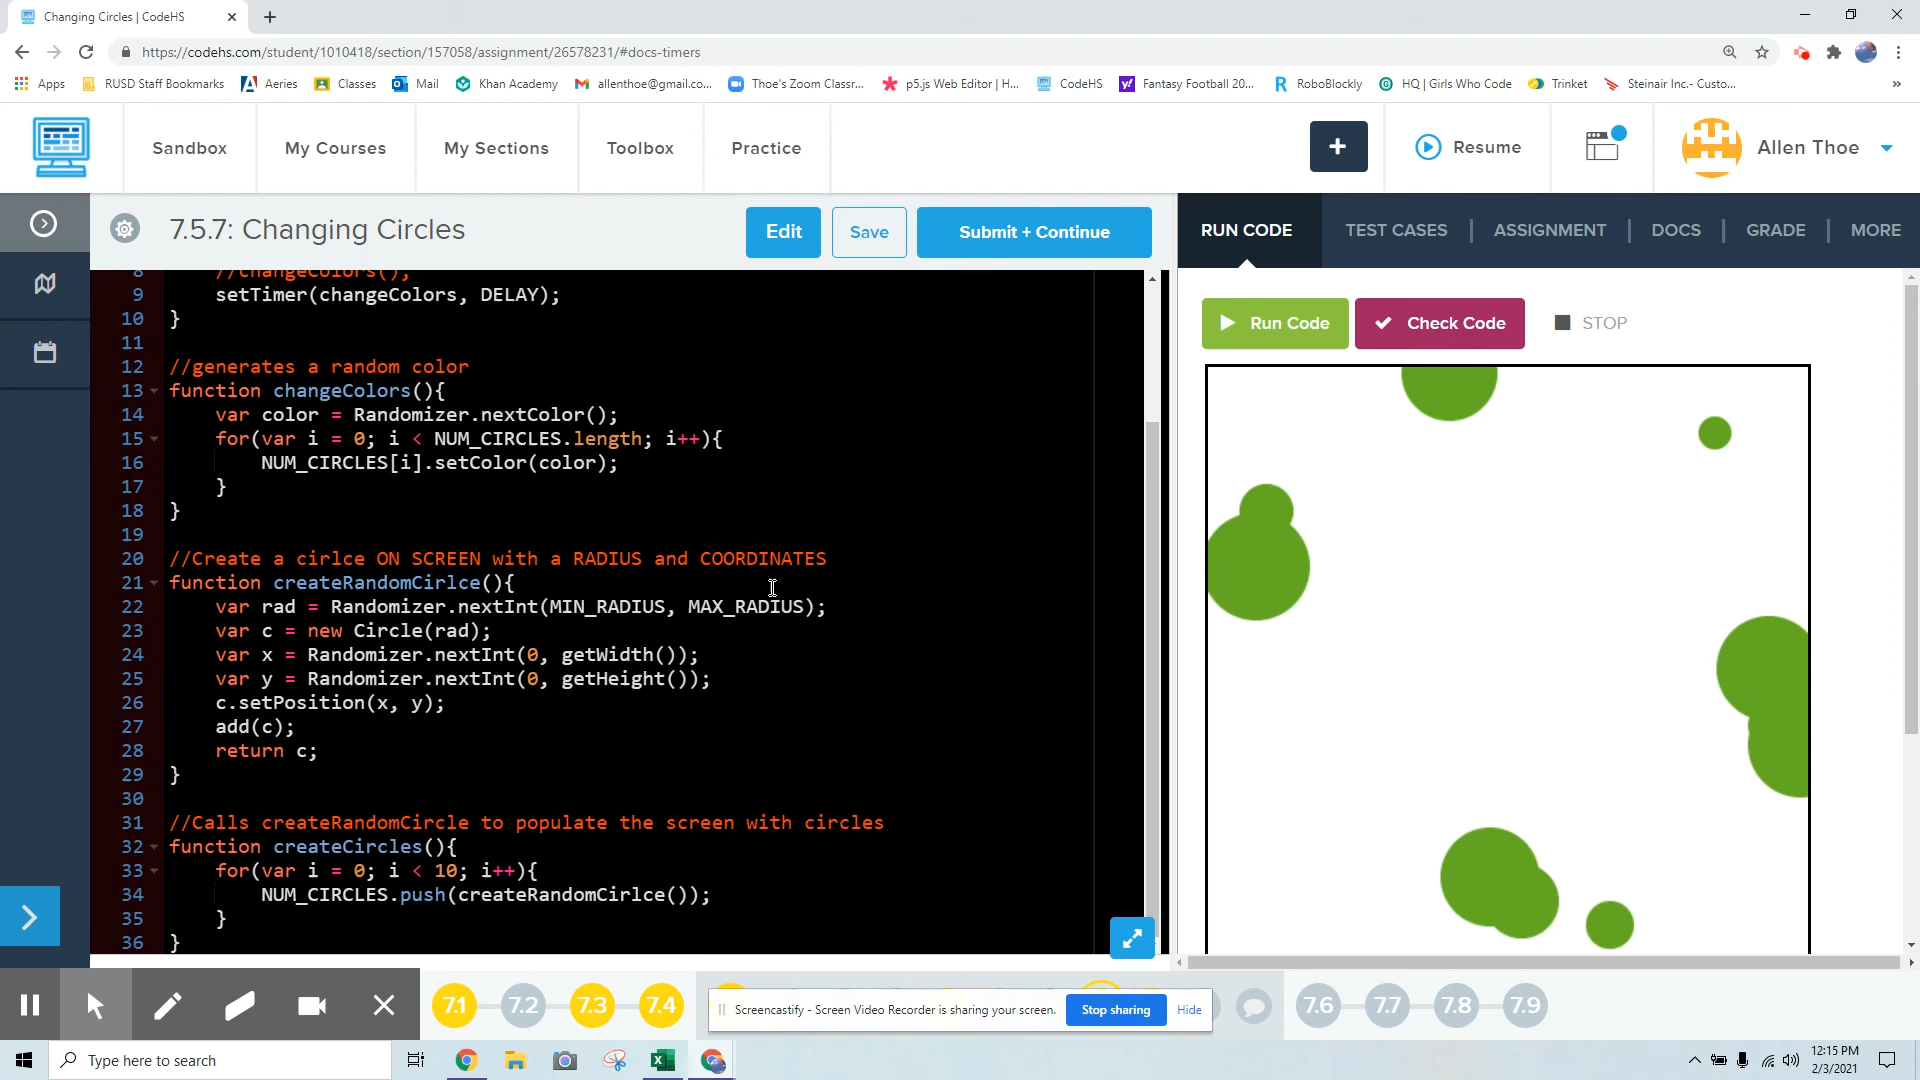 Changing Circles | CodeHS
https://codehs.com/student/1010418/section/157058/assignment/26578231/#docs-timers
Apps RUSD Staff Bookmarks Aeries Classes Mail Khan Academy allenthoe@gmail.co... Thoe's Zoom Classr... p5.js Web Editor | H... CodeHS Fantasy Football 20... RoboBlockly HQ | Girls Who Code Trinket Steinair Inc.- Custo... »
Sandbox My Courses My Sections Toolbox Practice + Resume Allen Thoe
7.5.7: Changing Circles Edit Save Submit + Continue RUN CODE TEST CASES ASSIGNMENT DOCS GRADE MORE
Run Code Check Code STOP
8 //changeColors();
9 setTimer(changeColors, DELAY);
10 }
11
12 //generates a random color
13 function changeColors(){
14 var color = Randomizer.nextColor();
15 for(var i = 0; i < NUM_CIRCLES.length; i++){
16 NUM_CIRCLES[i].setColor(color);
17 }
18 }
19
20 //Create a cirlce ON SCREEN with a RADIUS and COORDINATES
21 function createRandomCirlce(){
22 var rad = Randomizer.nextInt(MIN_RADIUS, MAX_RADIUS);
23 var c = new Circle(rad);
24 var x = Randomizer.nextInt(0, getWidth());
25 var y = Randomizer.nextInt(0, getHeight());
26 c.setPosition(x, y);
27 add(c);
28 return c;
29 }
30
31 //Calls createRandomCircle to populate the screen with circles
32 function createCircles(){
33 for(var i = 0; i < 10; i++){
34 NUM_CIRCLES.push(createRandomCirlce());
35 }
36 }
7.1 7.2 7.3 7.4 7.6 7.7 7.8 7.9
Screencastify - Screen Video Recorder is sharing your screen. Stop sharing Hide
Type here to search
12:15 PM
2/3/2021